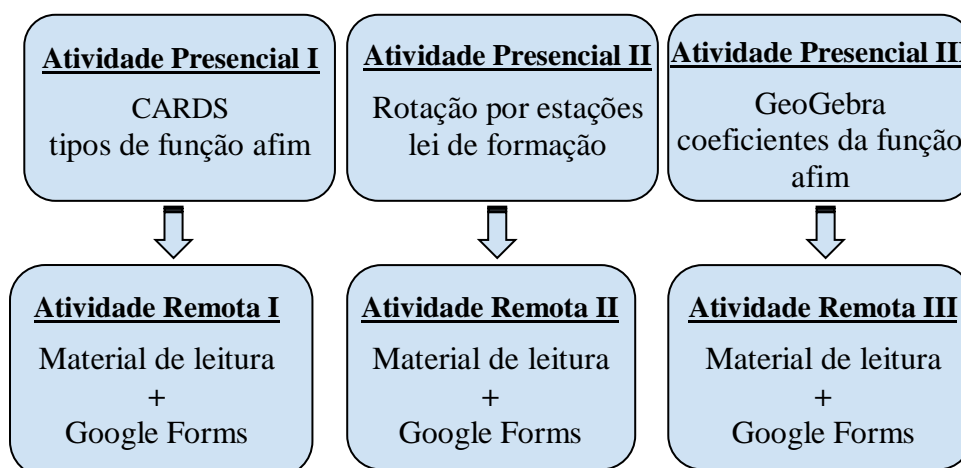 Atividade Presencial I
CARDS
tipos de função afim
Atividade Presencial II
Rotação por estações
lei de formação
Atividade Presencial III
GeoGebra
coeficientes da função
afim
Atividade Remota I
Material de leitura
+
Google Forms
Atividade Remota II
Material de leitura
+
Google Forms
Atividade Remota III
Material de leitura
+
Google Forms